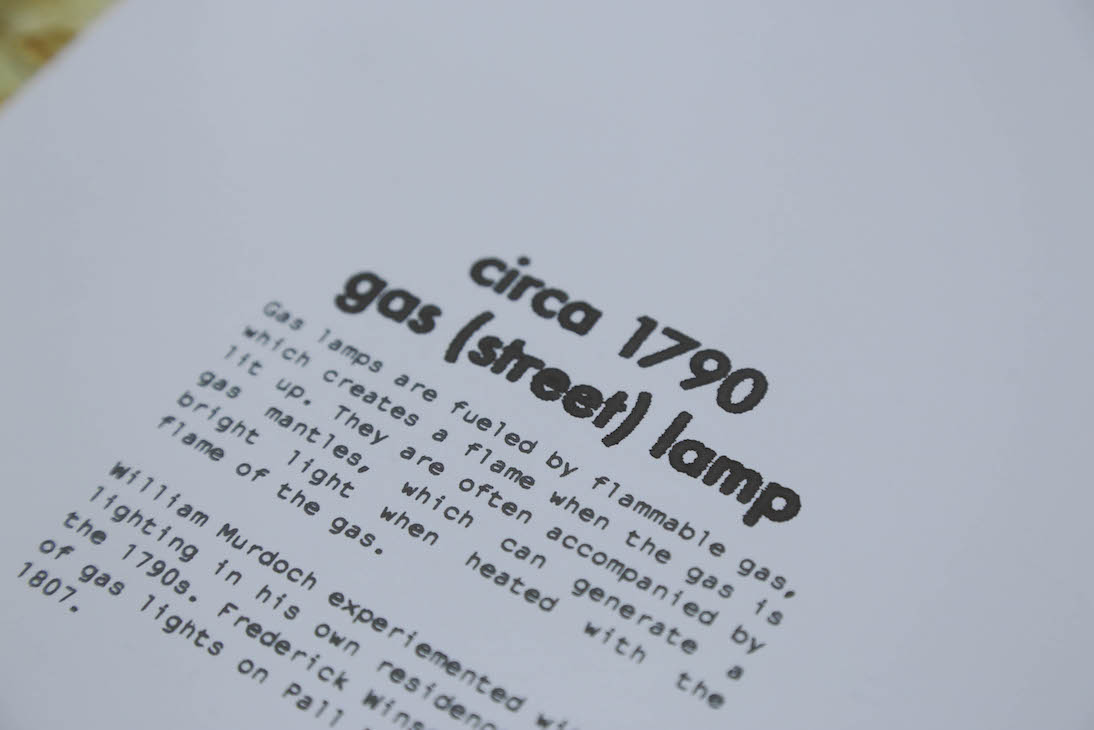 circa 1790
gas (street) lamp
Gas lamps are fueled by flammable gas,
which creates a flame when the gas is
lit up. They are often accompanied by
gas mantles, which can generate a
bright light when heated with the
flame of the gas.
William Murdoch experiemented
lighting in his own
the 1790s. Frederick
of gas lights on Pall
1807.